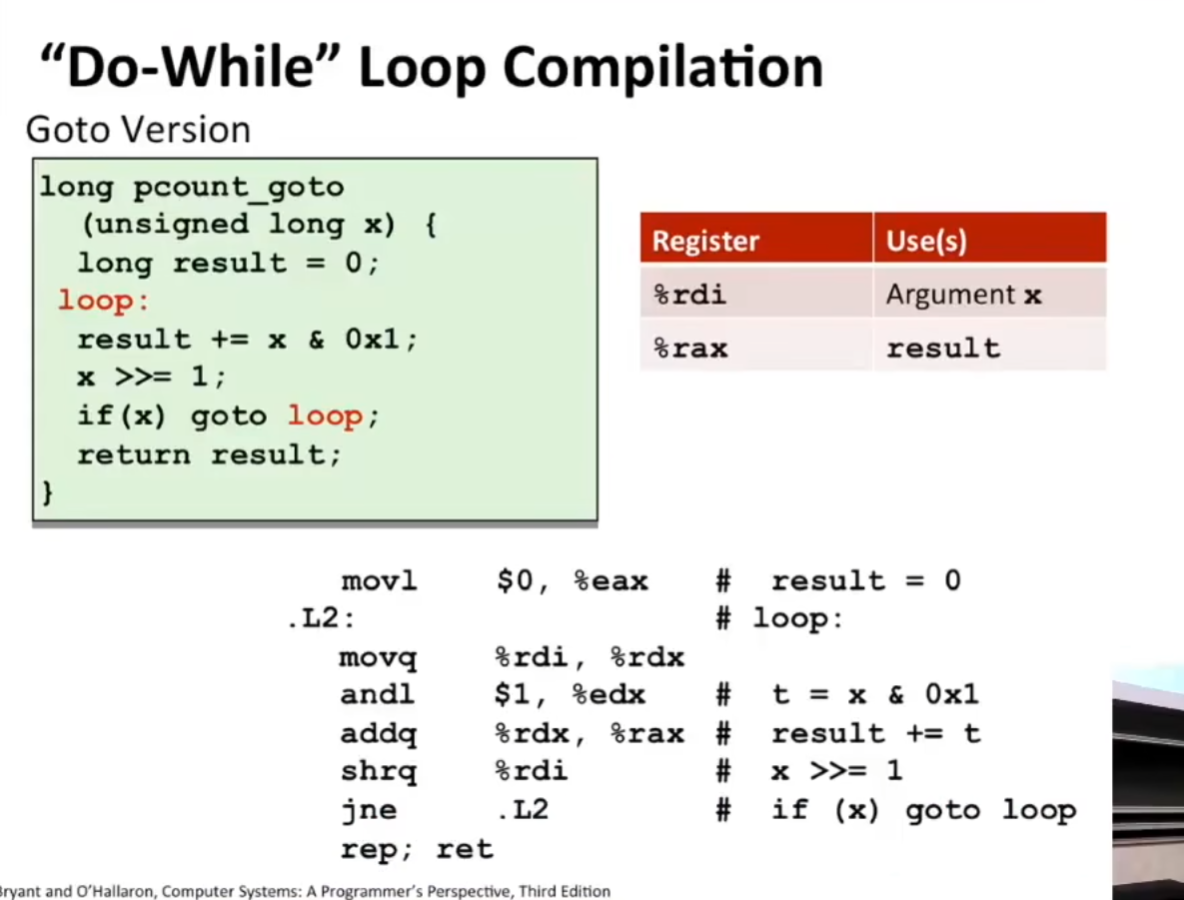 “Do-While” Loop Compilation
Goto Version
long pcount_goto
(unsigned long x) {
long result = 0;
loop:
result += x & 0x1;
x >>= 1;
if(x) goto loop;
return result;
}
Register Use(s)
%rdi Argument x
%rax result
movl $0, %eax # result = 0
.L2: # loop:
movq %rdi, %rdx
andl $1, %edx # t = x & 0x1
addq %rdx, %rax # result += t
shrq %rdi # x >>= 1
jne .L2 # if (x) goto loop
rep; ret
Bryant and O’Hallaron, Computer Systems: A Programmer’s Perspective, Third Edition